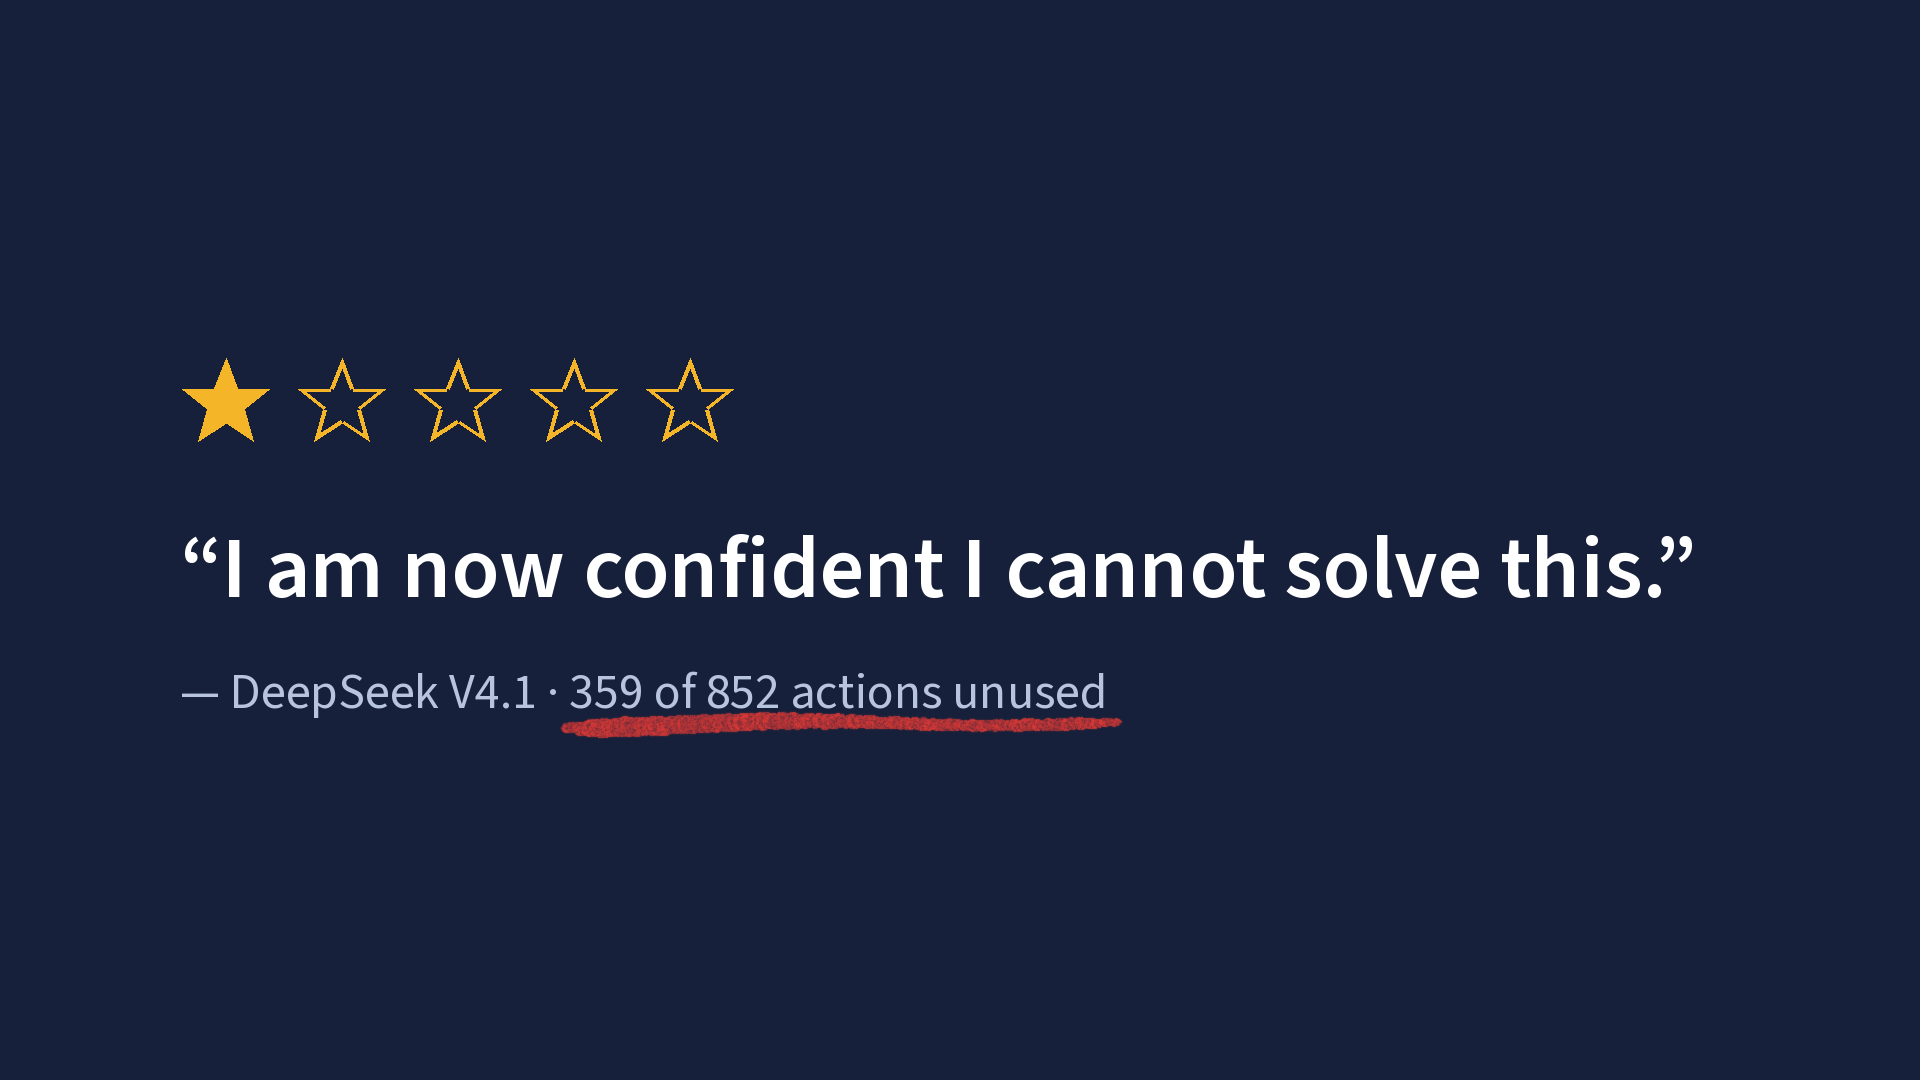 “I am now confident I cannot solve this.”
— DeepSeek V4.1 · 359 of 852 actions unused